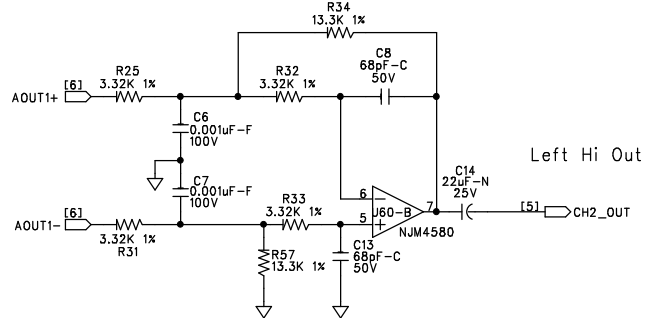 R34
13.3K 1%
C8
68pF-C
50V
R25
3.32K 1%
R32
3.32K 1%
[6]
AOUT1+
C6
0.001uF-F
100V
Left Hi Out
C7
0.001uF-F
100V
C14
22uF-N
25V
6
U60-B
7
[5]
CH2_OUT
5
NJM4580
[6]
AOUT1-
R33
3.32K 1%
3.32K 1%
R31
R57
13.3K 1%
C13
68pF-C
50V